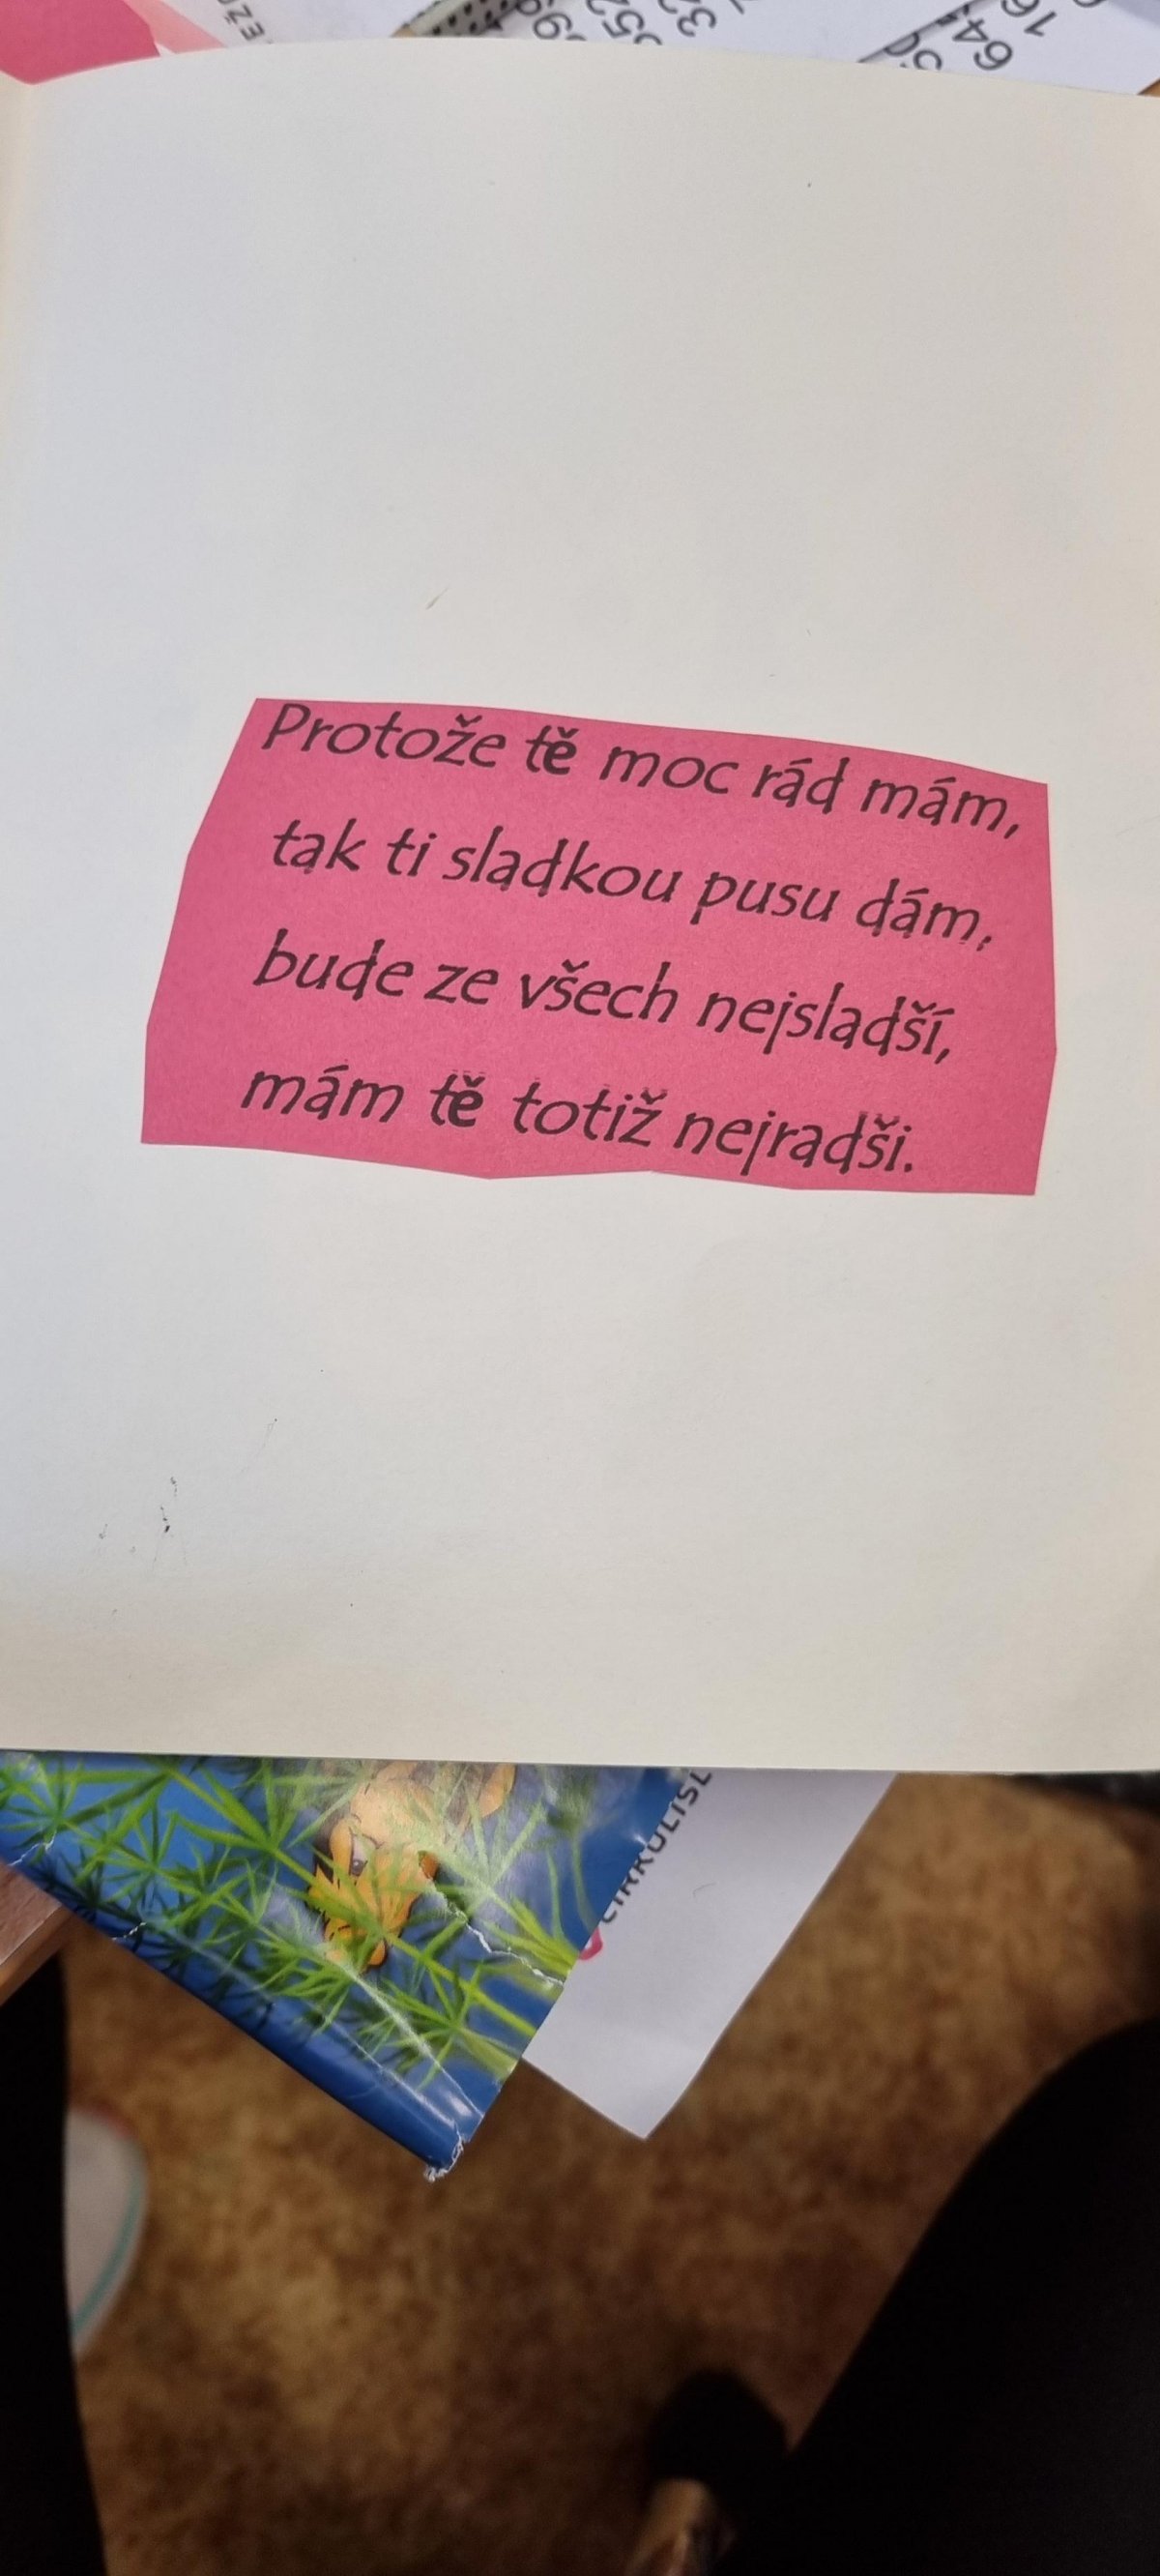 Protože tě moc rád mám,
tak ti sladkou pusu dám,
bude ze všech nejsladší,
mám tě totiž nejradši.